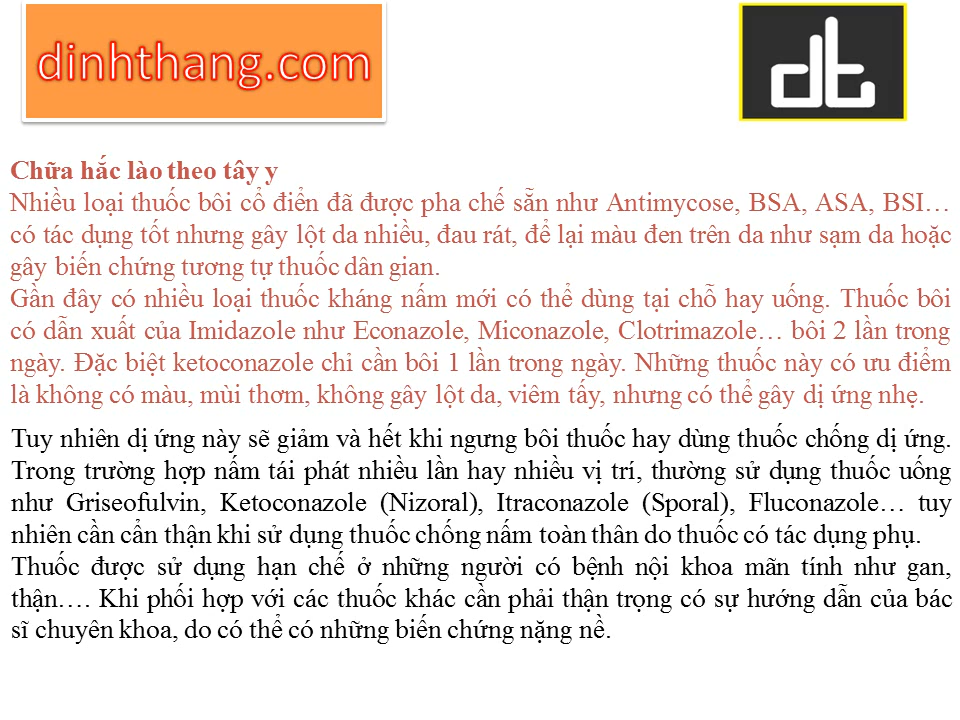 dinhthang.com
dt
Chữa hắc lào theo tây y
Nhiều loại thuốc bôi cổ điển đã được pha chế sẵn như Antimycose, BSA, ASA, BSI…
có tác dụng tốt nhưng gây lột da nhiều, đau rát, để lại màu đen trên da như sạm da hoặc
gây biến chứng tương tự thuốc dân gian.
Gần đây có nhiều loại thuốc kháng nấm mới có thể dùng tại chỗ hay uống. Thuốc bôi
có dẫn xuất của Imidazole như Econazole, Miconazole, Clotrimazole… bôi 2 lần trong
ngày. Đặc biệt ketoconazole chỉ cần bôi 1 lần trong ngày. Những thuốc này có ưu điểm
là không có màu, mùi thơm, không gây lột da, viêm tấy, nhưng có thể gây dị ứng nhẹ.
Tuy nhiên dị ứng này sẽ giảm và hết khi ngưng bôi thuốc hay dùng thuốc chống dị ứng.
Trong trường hợp nấm tái phát nhiều lần hay nhiều vị trí, thường sử dụng thuốc uống
như Griseofulvin, Ketoconazole (Nizoral), Itraconazole (Sporal), Fluconazole… tuy
nhiên cần cẩn thận khi sử dụng thuốc chống nấm toàn thân do thuốc có tác dụng phụ.
Thuốc được sử dụng hạn chế ở những người có bệnh nội khoa mãn tính như gan,
thận…. Khi phối hợp với các thuốc khác cần phải thận trọng có sự hướng dẫn của bác
sĩ chuyên khoa, do có thể có những biến chứng nặng nề.